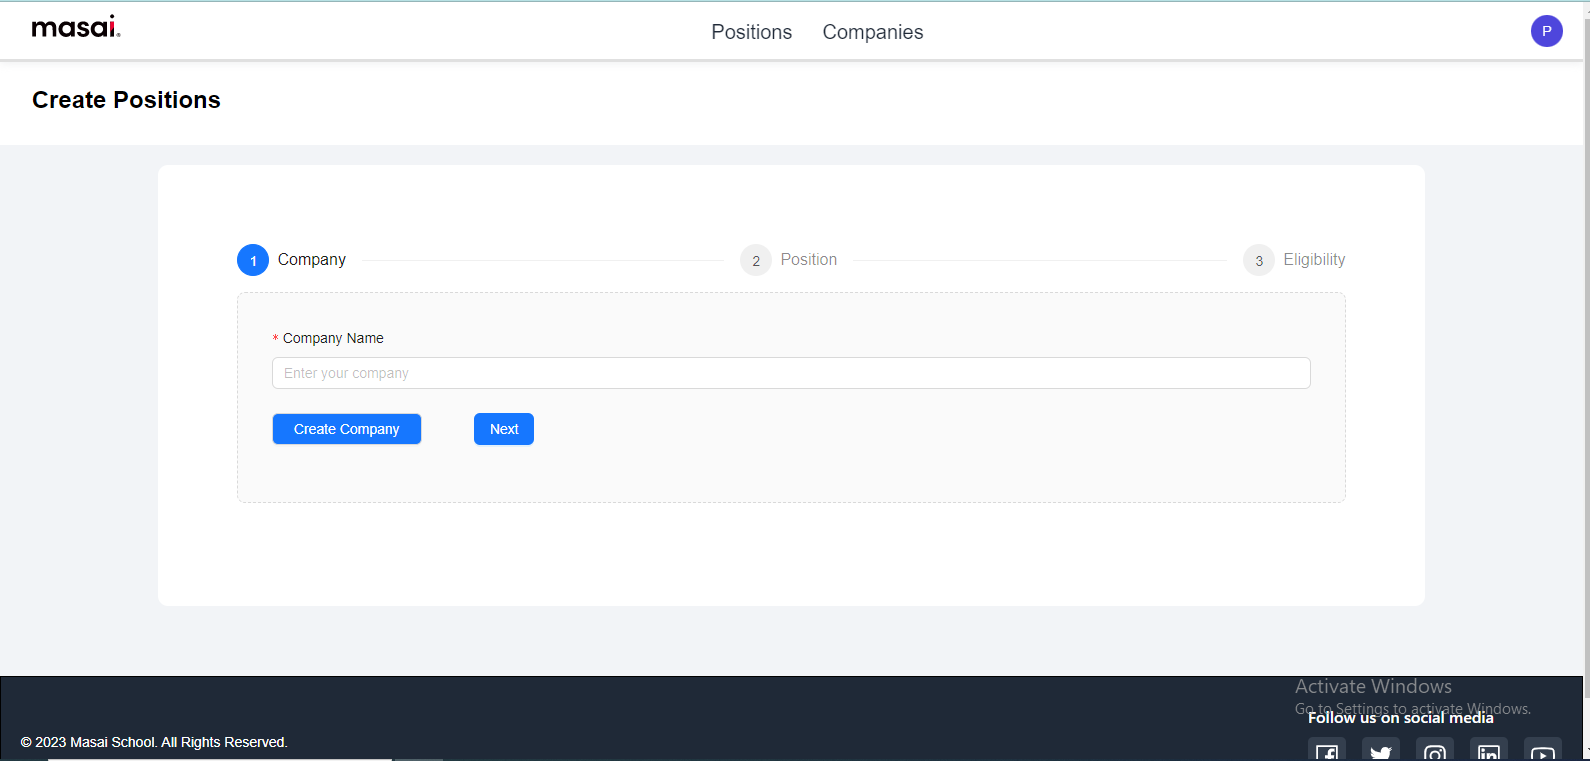 masai.
Positions Companies
P
Create Positions
1 Company
2 Position
3 Eligibility
* Company Name
Enter your company
Create Company
Next
Activate Windows
Go to Settings to activate Windows.
Follow us on social media
© 2023 Masai School. All Rights Reserved.